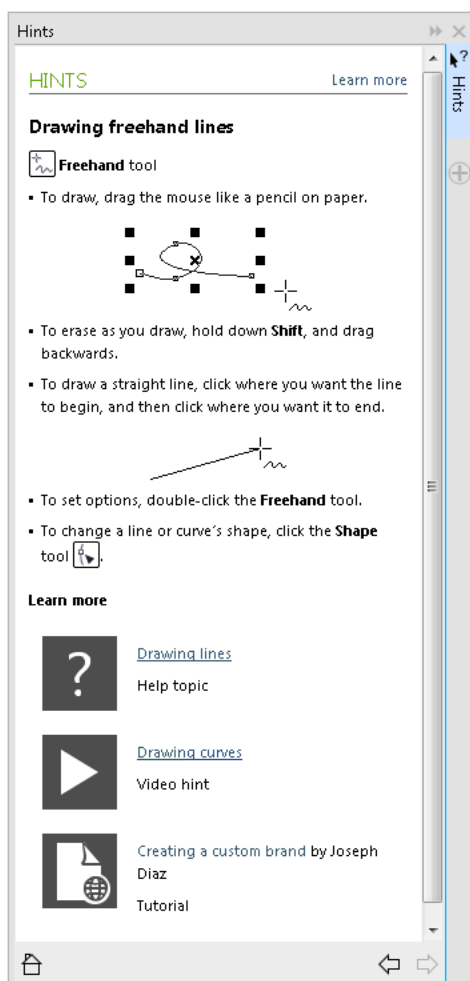 Hints
HINTS
Learn more
Drawing freehand lines
Freehand tool
▪ To draw, drag the mouse like a pencil on paper.
▪ To erase as you draw, hold down Shift, and drag
backwards.
▪ To draw a straight line, click where you want the line
to begin, and then click where you want it to end.
▪ To set options, double-click the Freehand tool.
▪ To change a line or curve's shape, click the Shape
tool .
Learn more
?
Drawing lines
Help topic
Drawing curves
Video hint
Creating a custom brand by Joseph
Diaz
Tutorial
?
Hints